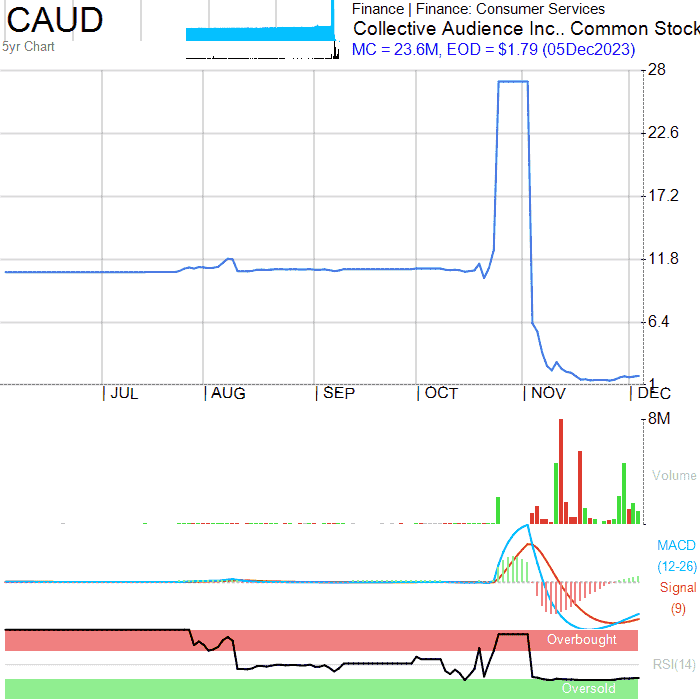 CAUD
5yr Chart
Finance | Finance: Consumer Services
Collective Audience Inc.. Common Stock
MC = 23.6M, EOD = $1.79 (05Dec2023)
28
22.6
17.2
11.8
6.4
1
JUL
AUG
SEP
OCT
NOV
DEC
8M
Volume
MACD
(12-26)
Signal
(9)
Overbought
RSI(14)
Oversold